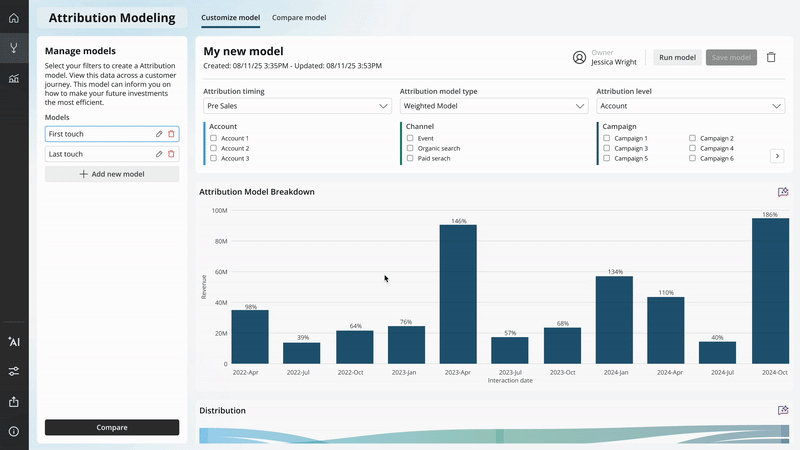 Attribution Modeling
Customize model
Compare model
Manage models
Select your filters to create a Attribution
model. View this data across a customer
journey. This model can inform you on
how to make your future investments
the most efficient.
Models
First touch
Last touch
Add new model
Compare
AI
My new model
Created: 08/11/25 3:35PM - Updated: 08/11/25 3:53PM
Owner
Jessica Wright
Run model
Save model
Attribution timing
Pre Sales
Attribution model type
Weighted Model
Attribution level
Account
Account
Account 1
Account 2
Account 3
Channel
Event
Organic search
Paid serach
Campaign
Campaign 1 Campaign 2
Campaign 3 Campaign 4
Campaign 5 Campaign 6
Attribution Model Breakdown
100M
80M
60M
40M
20M
0
Revenue
98% 39% 64% 76% 146% 57% 68% 134% 110% 40% 186%
2022-Apr 2022-Jul 2022-Oct 2023-Jan 2023-Apr 2023-Jul 2023-Oct 2024-Jan 2024-Apr 2024-Jul 2024-Oct
Interaction date
Distribution